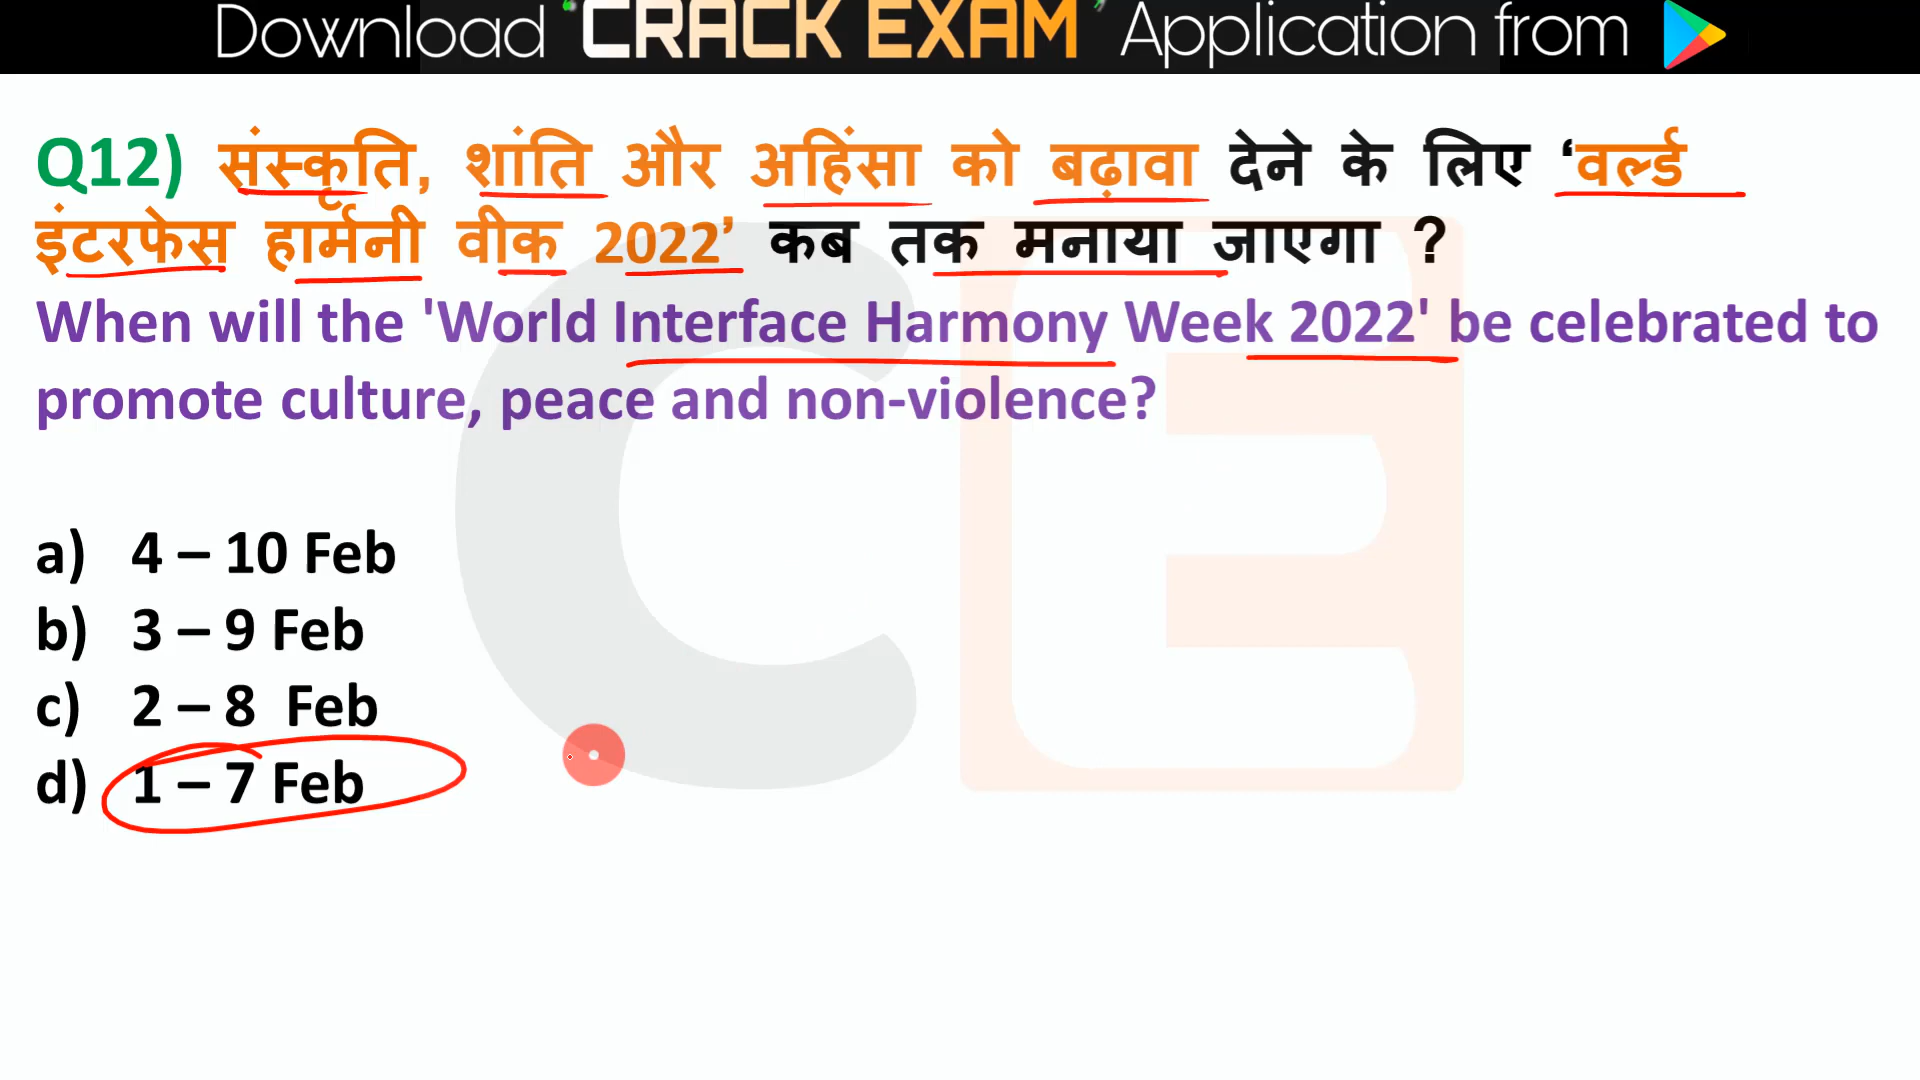 Download CRACK EXAM Application from
Q12) संस्कृति, शांति और अहिंसा को बढ़ावा देने के लिए ‘वर्ल्ड
इंटरफेस हार्मनी वीक 2022’ कब तक मनाया जाएगा ?
When will the 'World Interface Harmony Week 2022' be celebrated to
promote culture, peace and non-violence?
a) 4 – 10 Feb
b) 3 – 9 Feb
c) 2 – 8 Feb
d) 1 – 7 Feb
CE